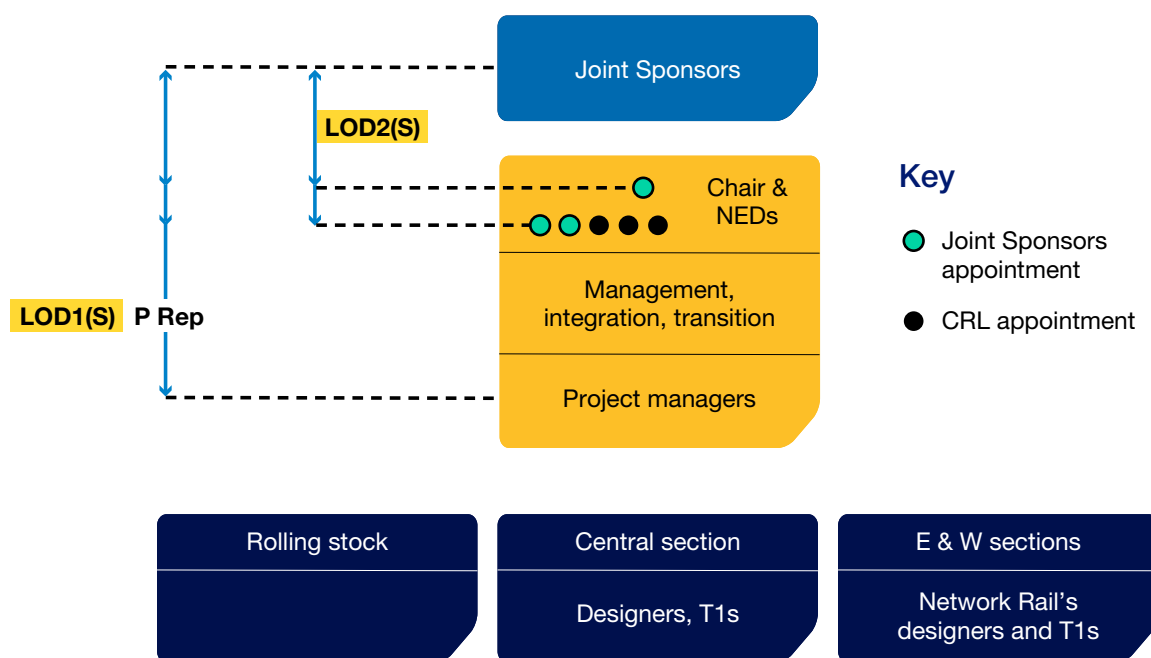 Joint Sponsors
LOD2(S)
Chair &
NEDs
Key
Joint Sponsors
appointment
Management,
integration, transition
LOD1(S) P Rep
CRL appointment
Project managers
Rolling stock
Central section
E & W sections
Designers, T1s
Network Rail's
designers and T1s